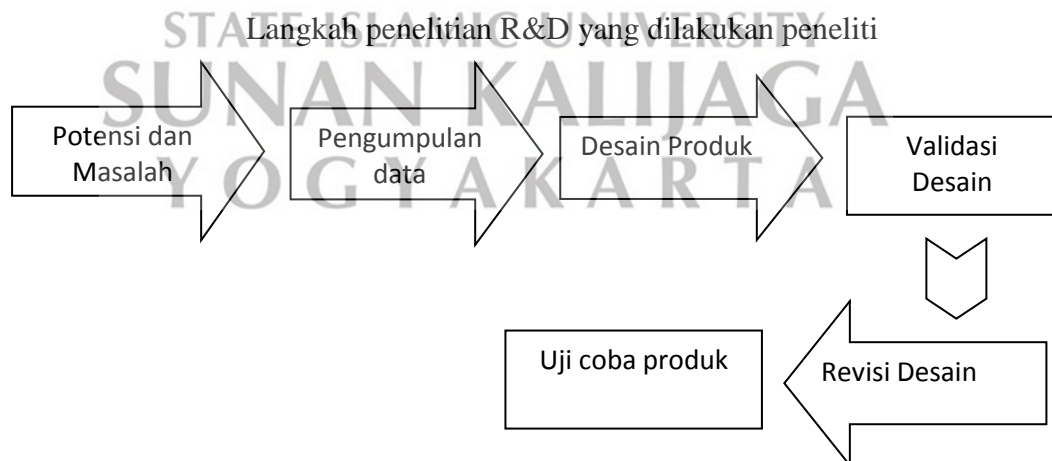 STATE ISLAMIC UNIVERSITY
Langkah penelitian R&D yang dilakukan peneliti
SUNAN KALIJAGA
YOGYAKARTA
Potensi dan
Masalah
Pengumpulan
data
Desain Produk
Validasi
Desain
Revisi Desain
Uji coba produk